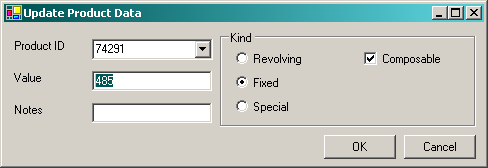 Update Product Data
Product ID
74291
Value
485
Notes
Kind
Revolving
Composable
Fixed
Special
OK
Cancel